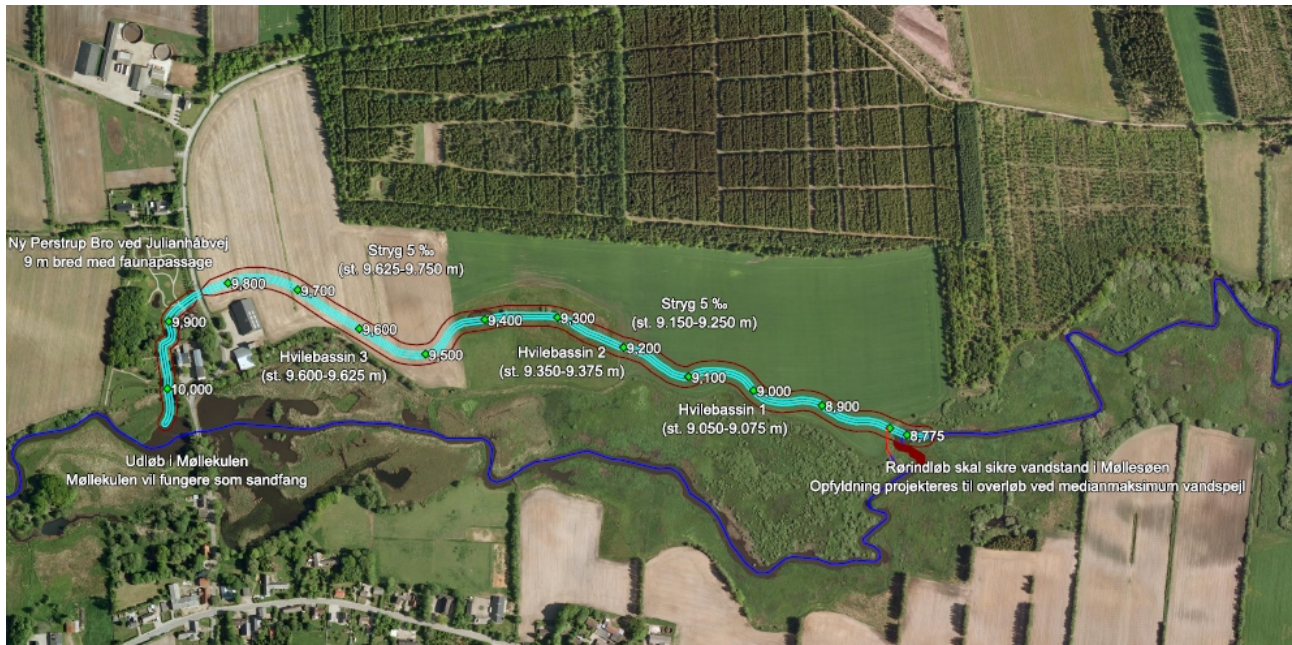 Ny Perstrup Bro ved Julianhåbvej
9 m bred med faunapassage
Stryg 5 ‰
(st. 9.625-9.750 m)
9,800
9,700
9,900
9,600
10,000
Hvilebassin 3
(st. 9.600-9.625 m)
9,500
9,400
9,300
Stryg 5 ‰
(st. 9.150-9.250 m)
Hvilebassin 2
(st. 9.350-9.375 m)
9,200
9,100
9,000
8,900
Hvilebassin 1
(st. 9.050-9.075 m)
8,775
Udløb i Møllekulen
Møllekulen vil fungere som sandfang
Rørindløb skal sikre vandstand i Møllesøen
Opfyldning projekteres til overløb ved medianmaksimum vandspejl